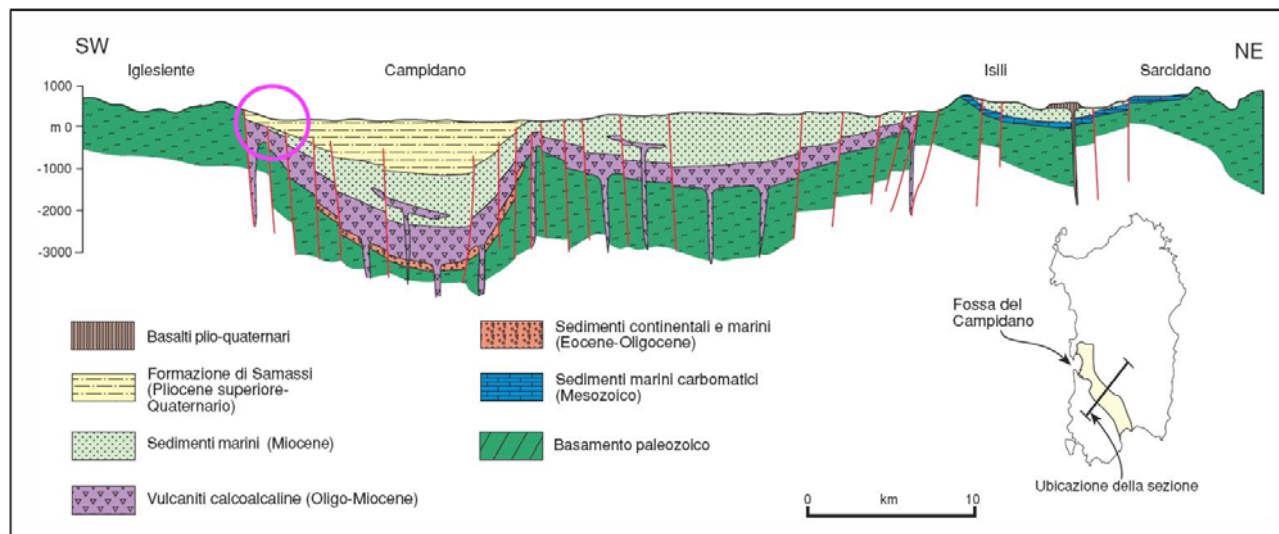 SW
NE
Iglesiente
Campidano
Isili
Sarcidano
1000
m 0
-1000
-2000
-3000
Basalti plio-quaternari
Formazione di Samassi
(Pliocene superiore-
Quaternario)
Sedimenti marini (Miocene)
Vulcaniti calcoalcaline (Oligo-Miocene)
Sedimenti continentali e marini
(Eocene-Oligocene)
Sedimenti marini carbomatici
(Mesozoico)
Basamento paleozolco
Fossa del
Campidano
Ubicazione della sezione
0 km 10